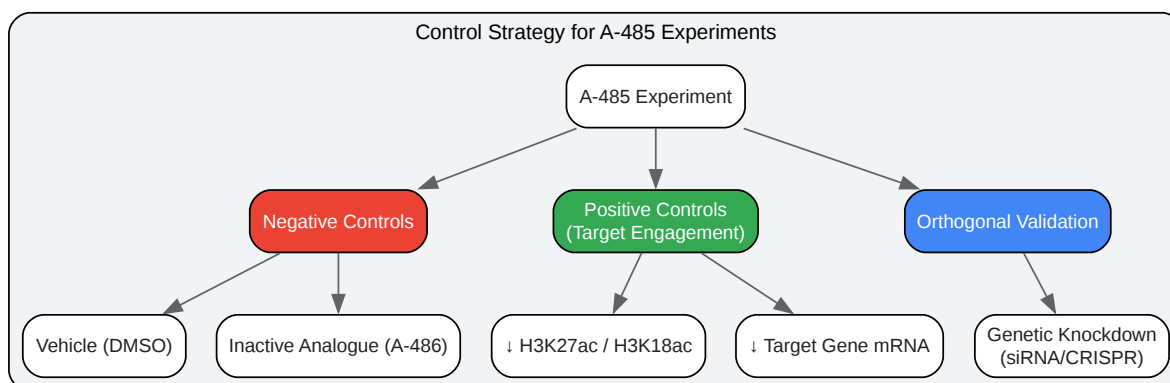 Control Strategy for A-485 Experiments
A-485 Experiment
Negative Controls
Positive Controls
(Target Engagement)
Orthogonal Validation
Vehicle (DMSO)
Inactive Analogue (A-486)
↓ H3K27ac / H3K18ac
↓ Target Gene mRNA
Genetic Knockdown
(siRNA/CRISPR)